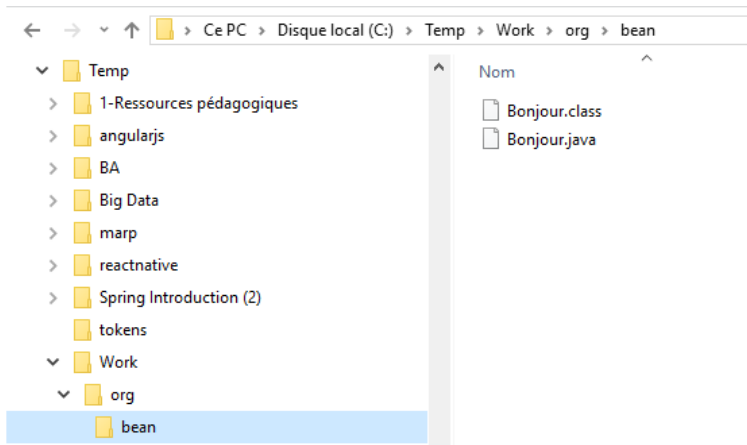 Ce PC > Disque local (C:) > Temp > Work > org > bean
Temp
1-Ressources pédagogiques
angularjs
BA
Big Data
marp
reactnative
Spring Introduction (2)
tokens
Work
org
bean
Nom
Bonjour.class
Bonjour.java